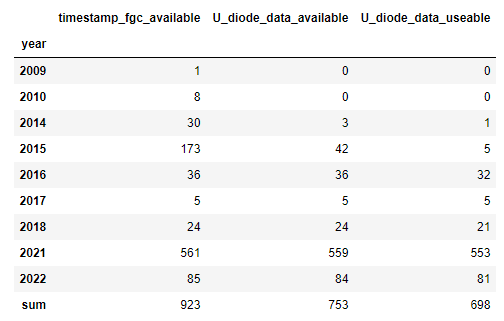 timestamp_fgc_available U_diode_data_available U_diode_data_useable
year
2009 1 0 0
2010 8 0 0
2014 30 3 1
2015 173 42 5
2016 36 36 32
2017 5 5 5
2018 24 24 21
2021 561 559 553
2022 85 84 81
sum 923 753 698